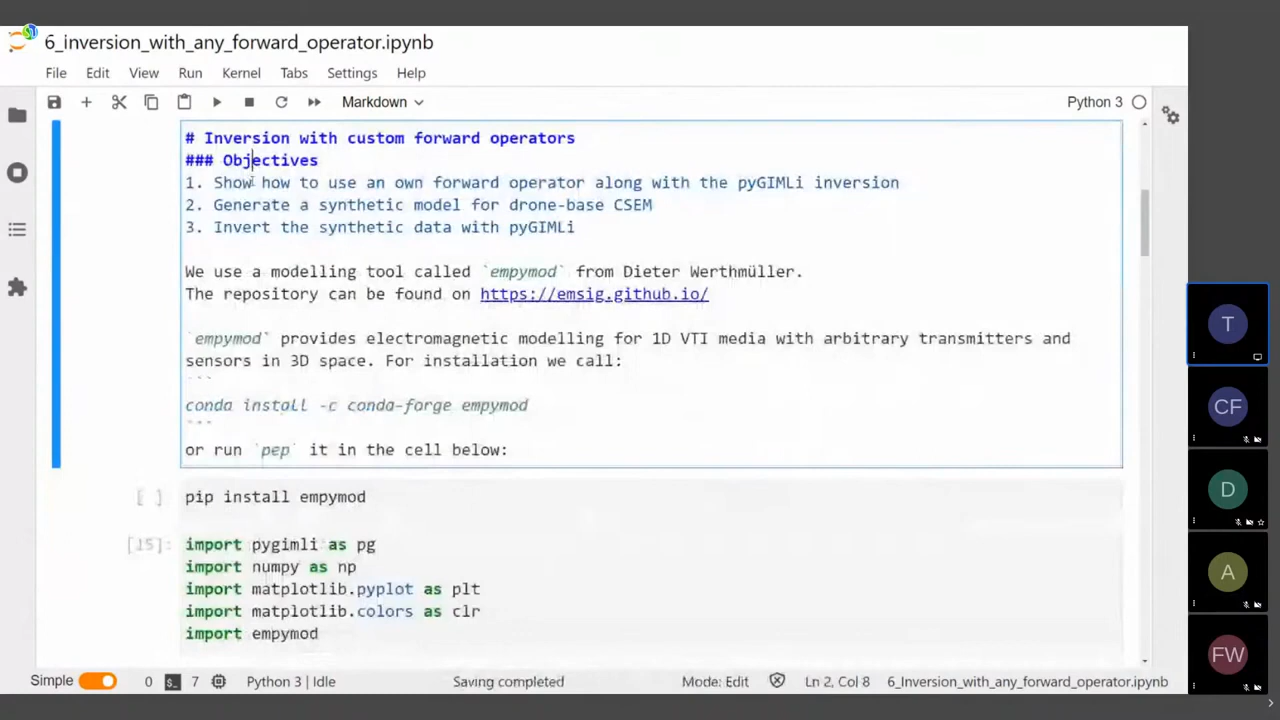 6_inversion_with_any_forward_operator.ipynb
File Edit View Run Kernel Tabs Settings Help
Markdown Python 3
# Inversion with custom forward operators
### Objectives
1. Show how to use an own forward operator along with the pyGIMLi inversion
2. Generate a synthetic model for drone-base CSEM
3. Invert the synthetic data with pyGIMLi
We use a modelling tool called `empymod` from Dieter Werthmüller.
The repository can be found on https://emsig.github.io/
`empymod` provides electromagnetic modelling for 1D VTI media with arbitrary transmitters and
sensors in 3D space. For installation we call:
```
conda install -c conda-forge empymod
```
or run `pep` it in the cell below:
[ ] pip install empymod
[15]: import pygimli as pg
import numpy as np
import matplotlib.pyplot as plt
import matplotlib.colors as clr
import empymod
Simple 0 7 Python 3 | Idle Saving completed Mode: Edit Ln 2, Col 8 6_Inversion_with_any_forward_operator.ipynb
T
CF
D
A
FW